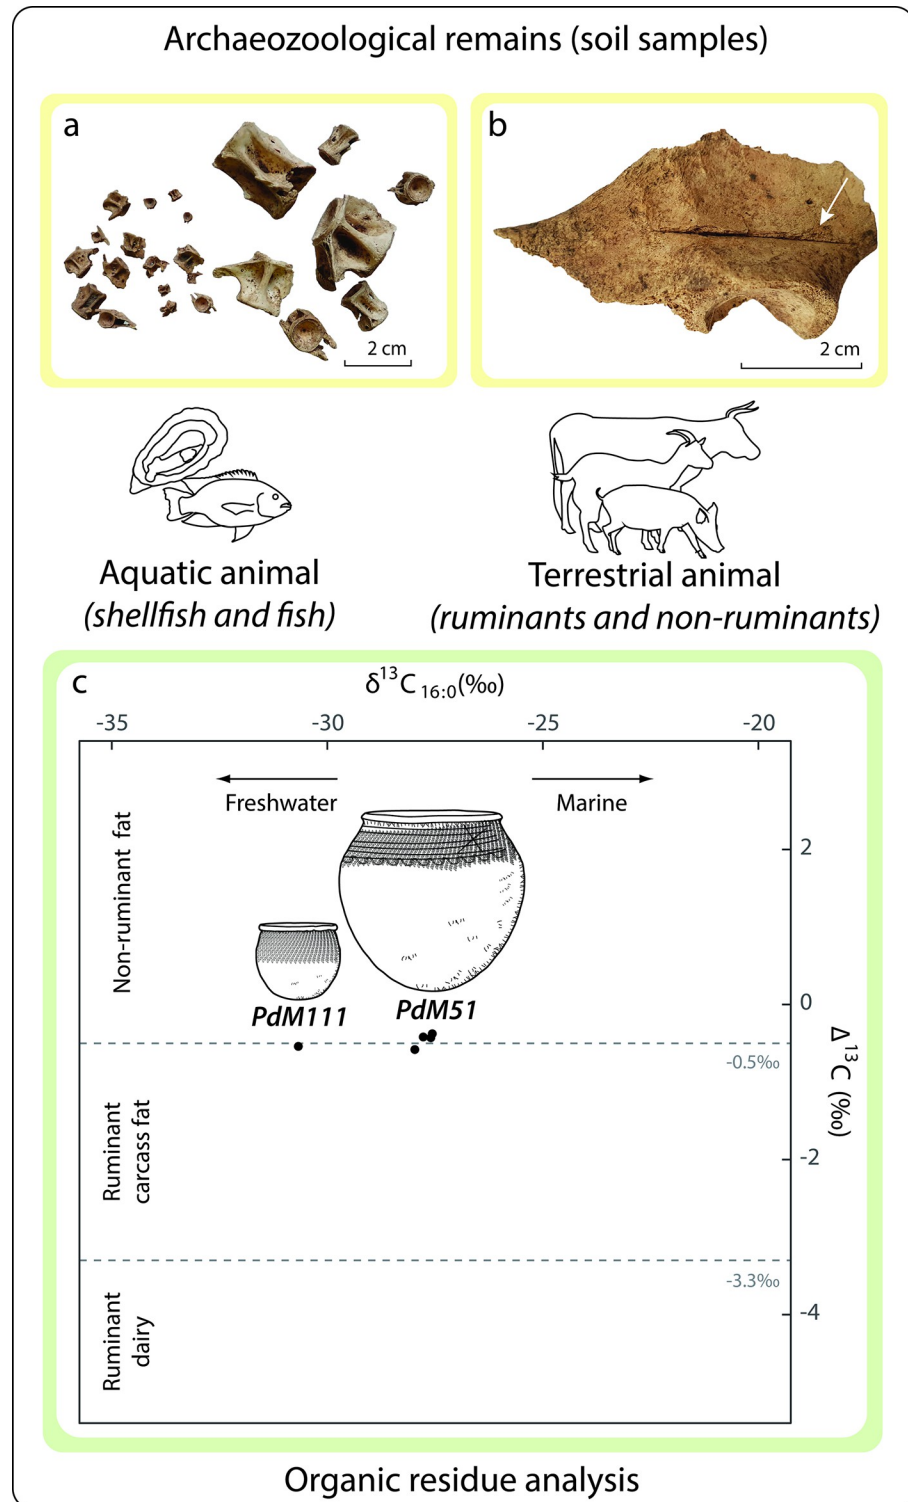 Archaeozoological remains (soil samples)
a
b
2 cm
2 cm
Aquatic animal
(shellfish and fish)
Terrestrial animal
(ruminants and non-ruminants)
c
δ¹³C₁₆:₀(‰)
-35 -30 -25 -20
Freshwater
Marine
Non-ruminant fat
2
0
PdM111
PdM51
-0.5‰
Δ¹³C (‰)
Ruminant
carcass fat
-2
-3.3‰
Ruminant
dairy
-4
Organic residue analysis